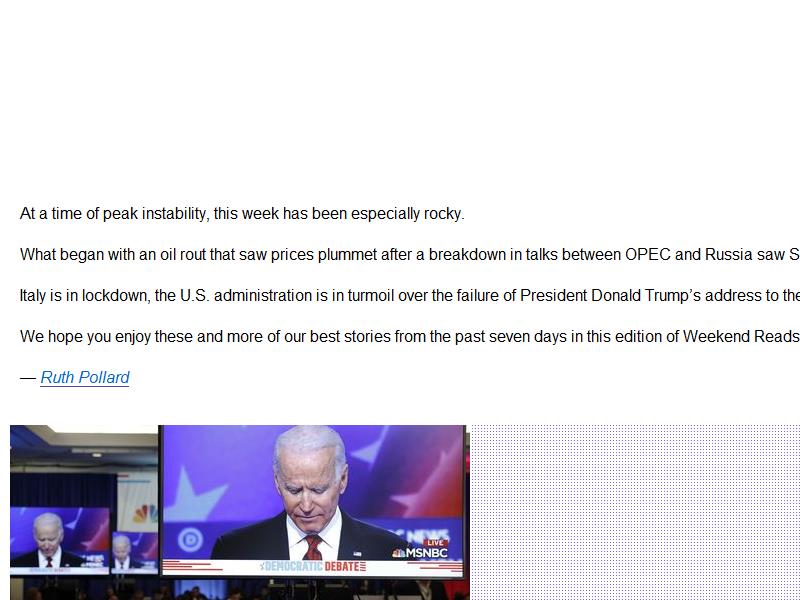 At a time of peak instability, this week has been especially rocky.
What began with an oil rout that saw prices plummet after a breakdown in talks between OPEC and Russia saw S
Italy is in lockdown, the U.S. administration is in turmoil over the failure of President Donald Trump’s address to the
We hope you enjoy these and more of our best stories from the past seven days in this edition of Weekend Reads
— Ruth Pollard
NEWS
LIVE
MSNBC
DEMOCRATIC DEBATE